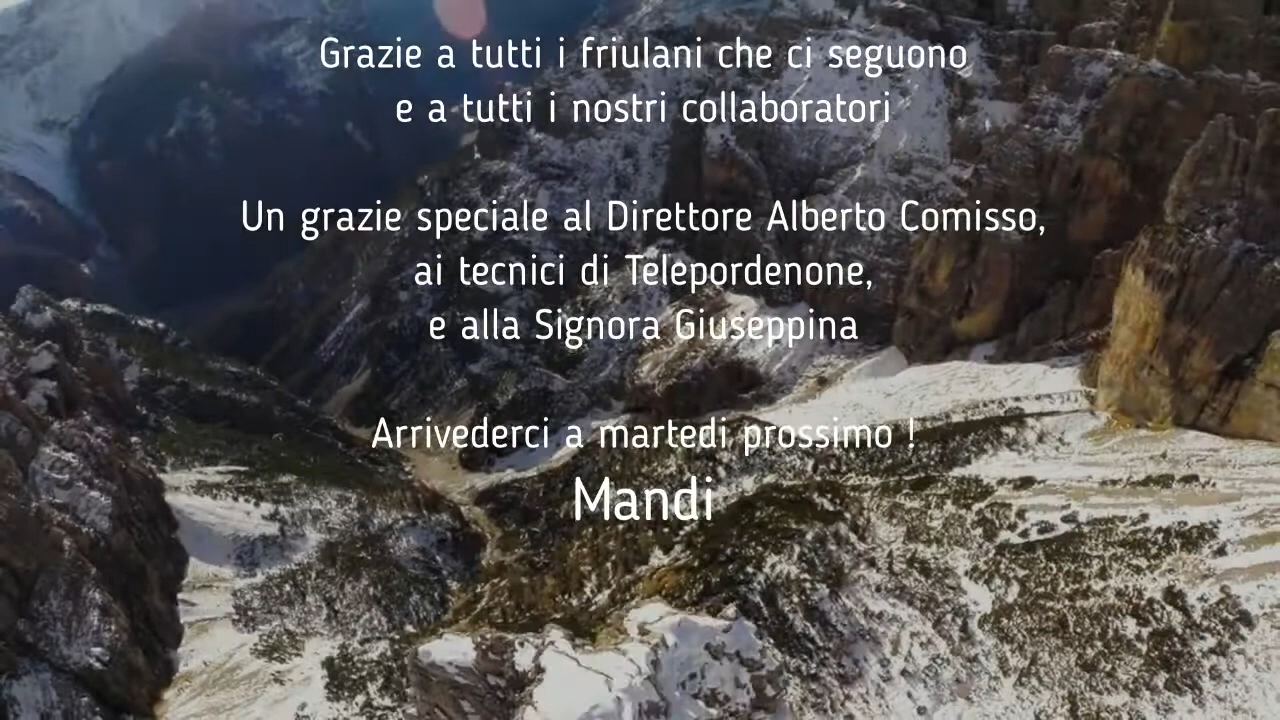 Grazie a tutti i friulani che ci seguono
e a tutti i nostri collaboratori
Un grazie speciale al Direttore Alberto Comisso,
ai tecnici di Telepordenone,
e alla Signora Giuseppina
Arrivederci a martedi prossimo !
Mandi